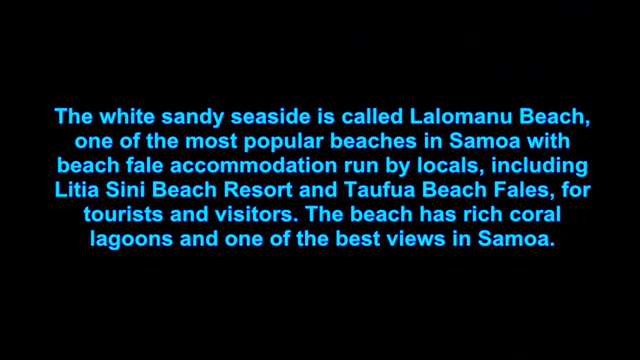 The white sandy seaside is called Lalomanu Beach,
one of the most popular beaches in Samoa with
beach fale accommodation run by locals, including
Litia Sini Beach Resort and Taufua Beach Fales, for
tourists and visitors. The beach has rich coral
lagoons and one of the best views in Samoa.